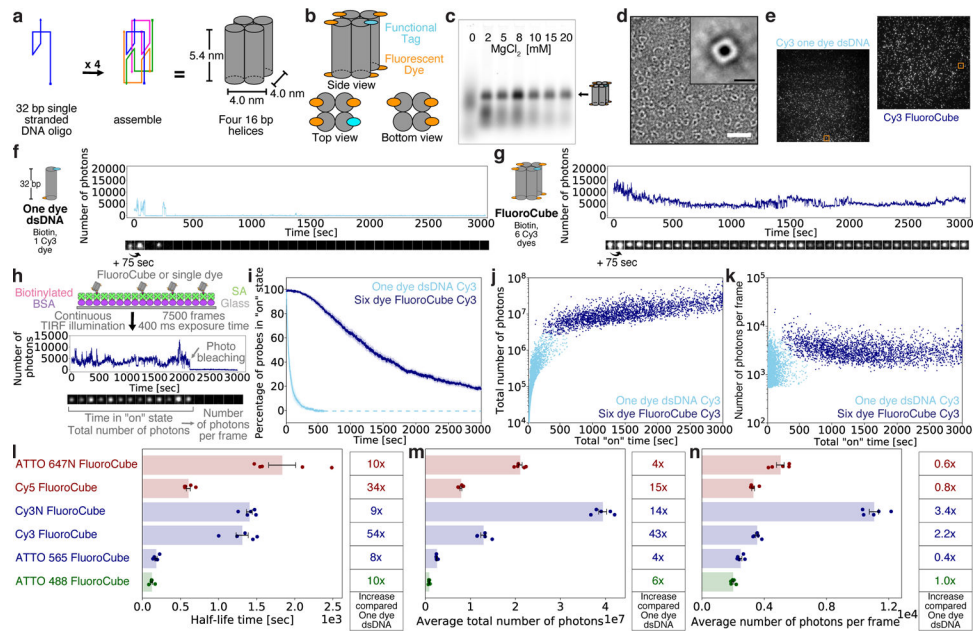 a
x 4
=
5.4 nm
4.0 nm
4.0 nm
32 bp single
stranded
DNA oligo
assemble
Four 16 bp
helices
b
Functional
Tag
Fluorescent
Dye
Side view
Top view
Bottom view
c
0 2 5 8 10 15 20
MgCl2 [mM]
d
e
Cy3 one dye dsDNA
Cy3 FluoroCube
f
32 bp
One dye
dsDNA
Biotin,
1 Cy3
dye
Number of photons
20000
15000
10000
5000
0
0 500 1000 1500 2000 2500 3000
Time [sec]
+ 75 sec
g
FluoroCube
Biotin,
6 Cy3
dyes
Number of photons
20000
15000
10000
5000
0
0 500 1000 1500 2000 2500 3000
Time [sec]
+ 75 sec
h
FluoroCube or single dye
Biotinylated
BSA
SA
Glass
Continuous
TIRF illumination
7500 frames
400 ms exposure time
Number of
photons
15000
10000
5000
0
Photo
bleaching
0 500 1000 1500 2000 2500 3000
Time [sec]
Time in "on" state
Total number of photons
Number
of photons
per frame
i
Percentage of probes in "on" state
100
80
60
40
20
0
One dye dsDNA Cy3
Six dye FluoroCube Cy3
0 1000 2000 3000
Time [sec]
j
Total number of photons
10^8
10^7
10^6
10^5
10^4
One dye dsDNA Cy3
Six dye FluoroCube Cy3
0 1000 2000 3000
Total "on" time [sec]
k
Number of photons per frame
10^5
10^4
10^3
10^2
One dye dsDNA Cy3
Six dye FluoroCube Cy3
0 1000 2000 3000
Total "on" time [sec]
l
ATTO 647N FluoroCube
Cy5 FluoroCube
Cy3N FluoroCube
Cy3 FluoroCube
ATTO 565 FluoroCube
ATTO 488 FluoroCube
0.0 0.5 1.0 1.5 2.0 2.5
1e3
Half-life time [sec]
10x
34x
9x
54x
8x
10x
Increase
compared
One dye
dsDNA
m
0 2 4
1e7
Average total number of photons
4x
15x
14x
43x
4x
6x
Increase
compared
One dye
dsDNA
n
0.0 0.4 0.8 1.2
1e4
Average number of photons per frame
0.6x
0.8x
3.4x
2.2x
0.4x
1.0x
Increase
compared
One dye
dsDNA